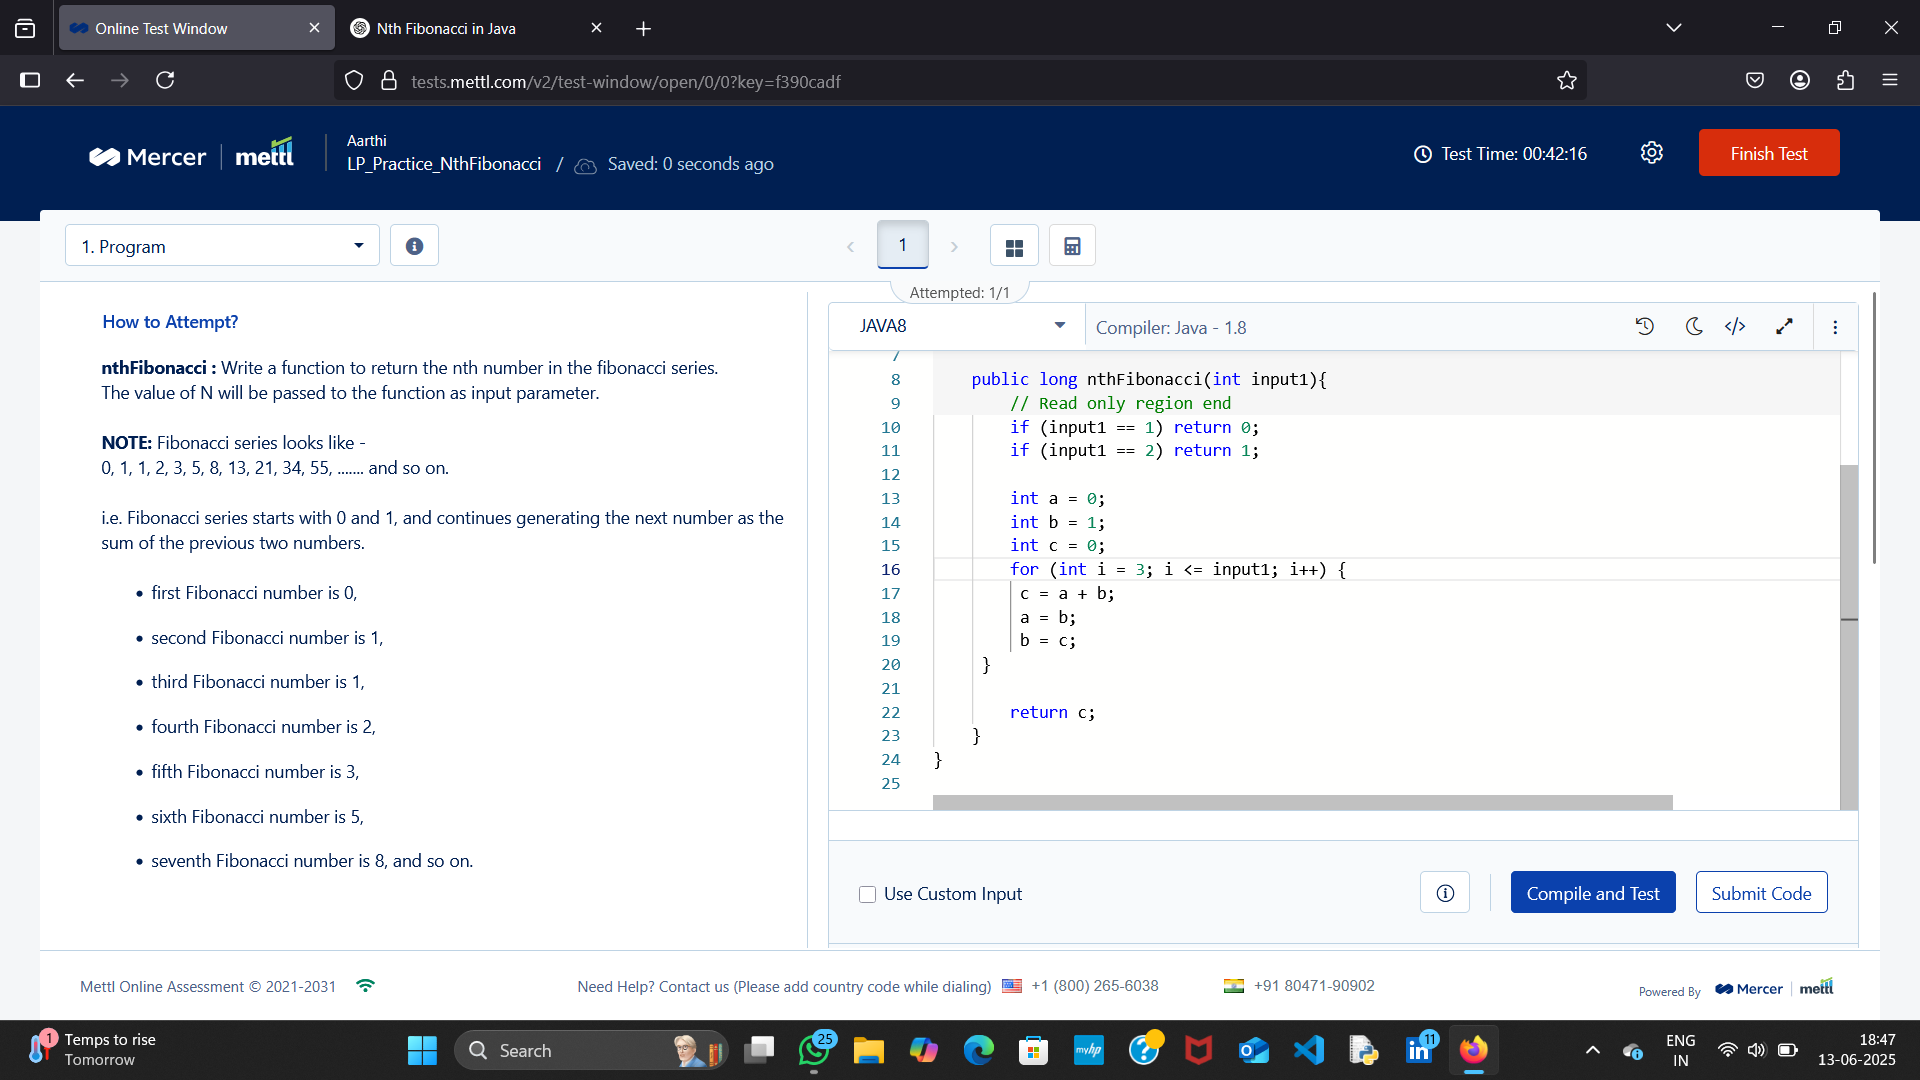 Online Test Window
Nth Fibonacci in Java
tests.mettl.com/v2/test-window/open/0/0?key=f390cadf
Mercer
mettl
Aarthi
LP_Practice_NthFibonacci / Saved: 0 seconds ago
Test Time: 00:42:16
Finish Test
1. Program
1
Attempted: 1/1
How to Attempt?
nthFibonacci : Write a function to return the nth number in the fibonacci series.
The value of N will be passed to the function as input parameter.
NOTE: Fibonacci series looks like -
0, 1, 1, 2, 3, 5, 8, 13, 21, 34, 55, ....... and so on.
i.e. Fibonacci series starts with 0 and 1, and continues generating the next number as the
sum of the previous two numbers.
• first Fibonacci number is 0,
• second Fibonacci number is 1,
• third Fibonacci number is 1,
• fourth Fibonacci number is 2,
• fifth Fibonacci number is 3,
• sixth Fibonacci number is 5,
• seventh Fibonacci number is 8, and so on.
JAVA8
Compiler: Java - 1.8
7
8 public long nthFibonacci(int input1){
9 // Read only region end
10 if (input1 == 1) return 0;
11 if (input1 == 2) return 1;
12
13 int a = 0;
14 int b = 1;
15 int c = 0;
16 for (int i = 3; i <= input1; i++) {
17 c = a + b;
18 a = b;
19 b = c;
20 }
21
22 return c;
23 }
24 }
25
Use Custom Input
Compile and Test
Submit Code
Mettl Online Assessment © 2021-2031
Need Help? Contact us (Please add country code while dialing) +1 (800) 265-6038 +91 80471-90902
Powered By Mercer mettl
1
Temps to rise
Tomorrow
Search
25
myhp
11
ENG
IN
18:47
13-06-2025